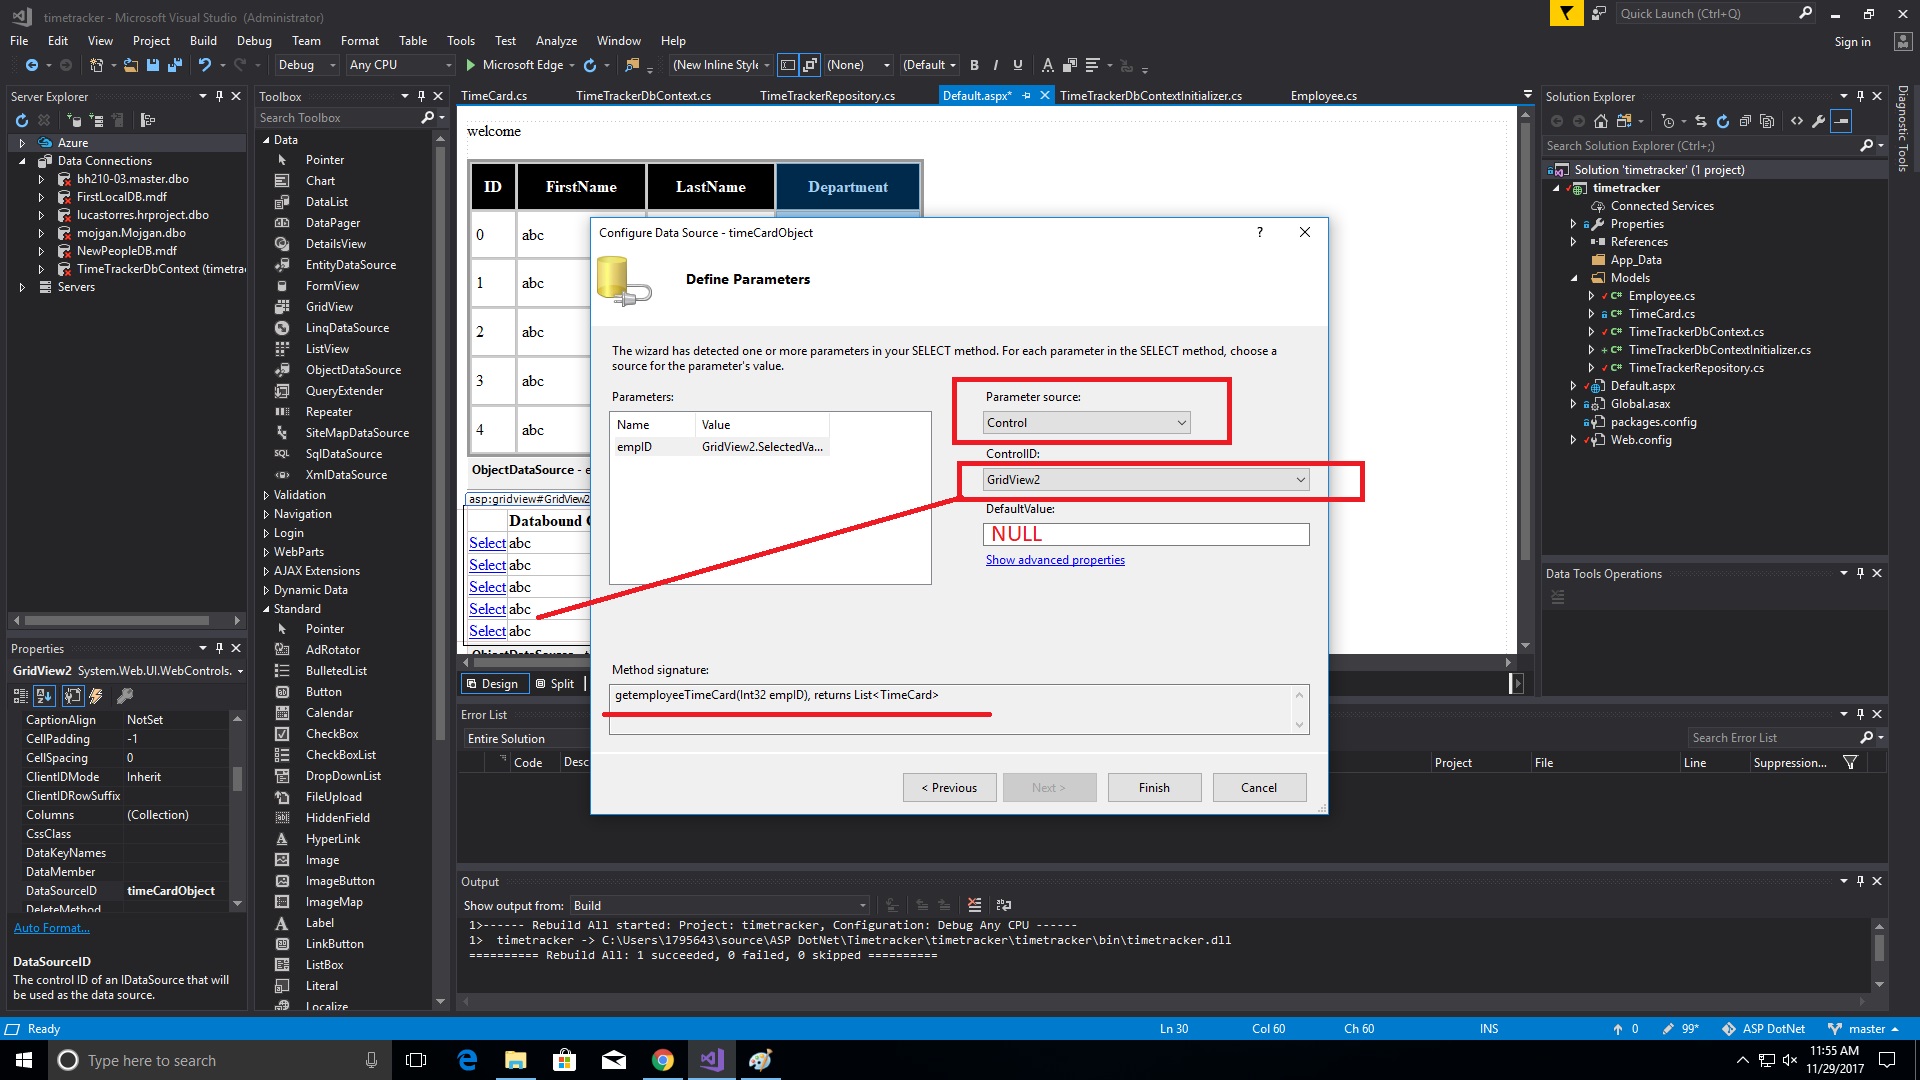 timetracker - Microsoft Visual Studio (Administrator)
Quick Launch (Ctrl+Q)
File Edit View Project Build Debug Team Format Table Tools Test Analyze Window Help
Sign in
Debug Any CPU Microsoft Edge (New Inline Style (None) (Default B I U A
Server Explorer
Azure
Data Connections
bh210-03.master.dbo
FirstLocalDB.mdf
lucastorres.hrproject.dbo
mojgan.Mojgan.dbo
NewPeopleDB.mdf
TimeTrackerDbContext (timetra
Servers
Properties
GridView2 System.Web.UI.WebControls.
CaptionAlign NotSet
CellPadding -1
CellSpacing 0
ClientIDMode Inherit
ClientIDRowSuffix
Columns (Collection)
CssClass
DataKeyNames
DataMember
DataSourceID timeCardObject
DeleteMethod
Auto Format...
DataSourceID
The control ID of an IDataSource that will
be used as the data source.
Toolbox
Search Toolbox
Data
Pointer
Chart
DataList
DataPager
DetailsView
EntityDataSource
FormView
GridView
LinqDataSource
ListView
ObjectDataSource
QueryExtender
Repeater
SiteMapDataSource
SQL SqlDataSource
XmlDataSource
Validation
Navigation
Login
WebParts
AJAX Extensions
Dynamic Data
Standard
Pointer
AdRotator
BulletedList
Button
Calendar
CheckBox
CheckBoxList
DropDownList
FileUpload
HiddenField
HyperLink
Image
ImageButton
ImageMap
Label
LinkButton
ListBox
Literal
Localize
TimeCard.cs TimeTrackerDbContext.cs TimeTrackerRepository.cs Default.aspx* TimeTrackerDbContextInitializer.cs Employee.cs
welcome
ID FirstName LastName Department
0 abc
1 abc
2 abc
3 abc
4 abc
ObjectDataSource - e
asp:gridview#GridView2
Databound C
Select abc
Select abc
Select abc
Select abc
Select abc
Design Split
Configure Data Source - timeCardObject
Define Parameters
The wizard has detected one or more parameters in your SELECT method. For each parameter in the SELECT method, choose a
source for the parameter's value.
Parameters:
Name Value
empID GridView2.SelectedVa...
Parameter source:
Control
ControlID:
GridView2
DefaultValue:
NULL
Show advanced properties
Method signature:
getemployeeTimeCard(Int32 empID), returns List<TimeCard>
< Previous Next > Finish Cancel
Error List
Entire Solution
Search Error List
Code Desc Project File Line Suppression...
Output
Show output from: Build
1>------ Rebuild All started: Project: timetracker, Configuration: Debug Any CPU ------
1> timetracker -> C:\Users\1795643\source\ASP DotNet\Timetracker\timetracker\timetracker\bin\timetracker.dll
========== Rebuild All: 1 succeeded, 0 failed, 0 skipped ==========
Solution Explorer
Search Solution Explorer (Ctrl+;)
Solution 'timetracker' (1 project)
timetracker
Connected Services
Properties
References
App_Data
Models
C# Employee.cs
C# TimeCard.cs
C# TimeTrackerDbContext.cs
C# TimeTrackerDbContextInitializer.cs
C# TimeTrackerRepository.cs
Default.aspx
Global.asax
packages.config
Web.config
Data Tools Operations
Diagnostic Tools
Ready Ln 30 Col 60 Ch 60 INS 0 99* ASP DotNet master
Type here to search
11:55 AM
11/29/2017